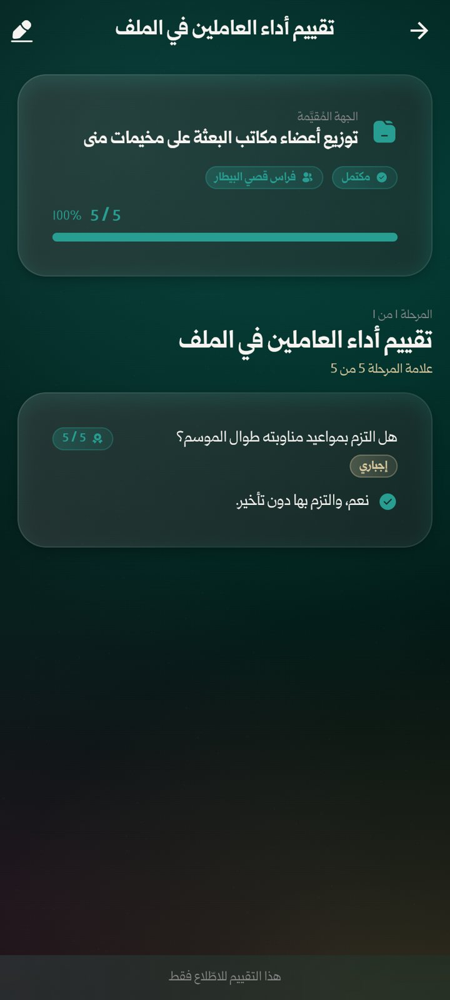 تقييم أداء العاملين في الملف
الجهة المُقيَّمة
توزيع أعضاء مكاتب البعثة على مخيمات منى
مكتمل
فراس قصي البيطار
5 / 5 100%
المرحلة 1 من 1
تقييم أداء العاملين في الملف
علامة المرحلة 5 من 5
هل التزم بمواعيد مناوبته طوال الموسم؟
5 / 5
إجباري
نعم، والتزم بها دون تأخير.
هذا التقييم للاطّلاع فقط